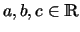 a, b, c ∈ ℝ